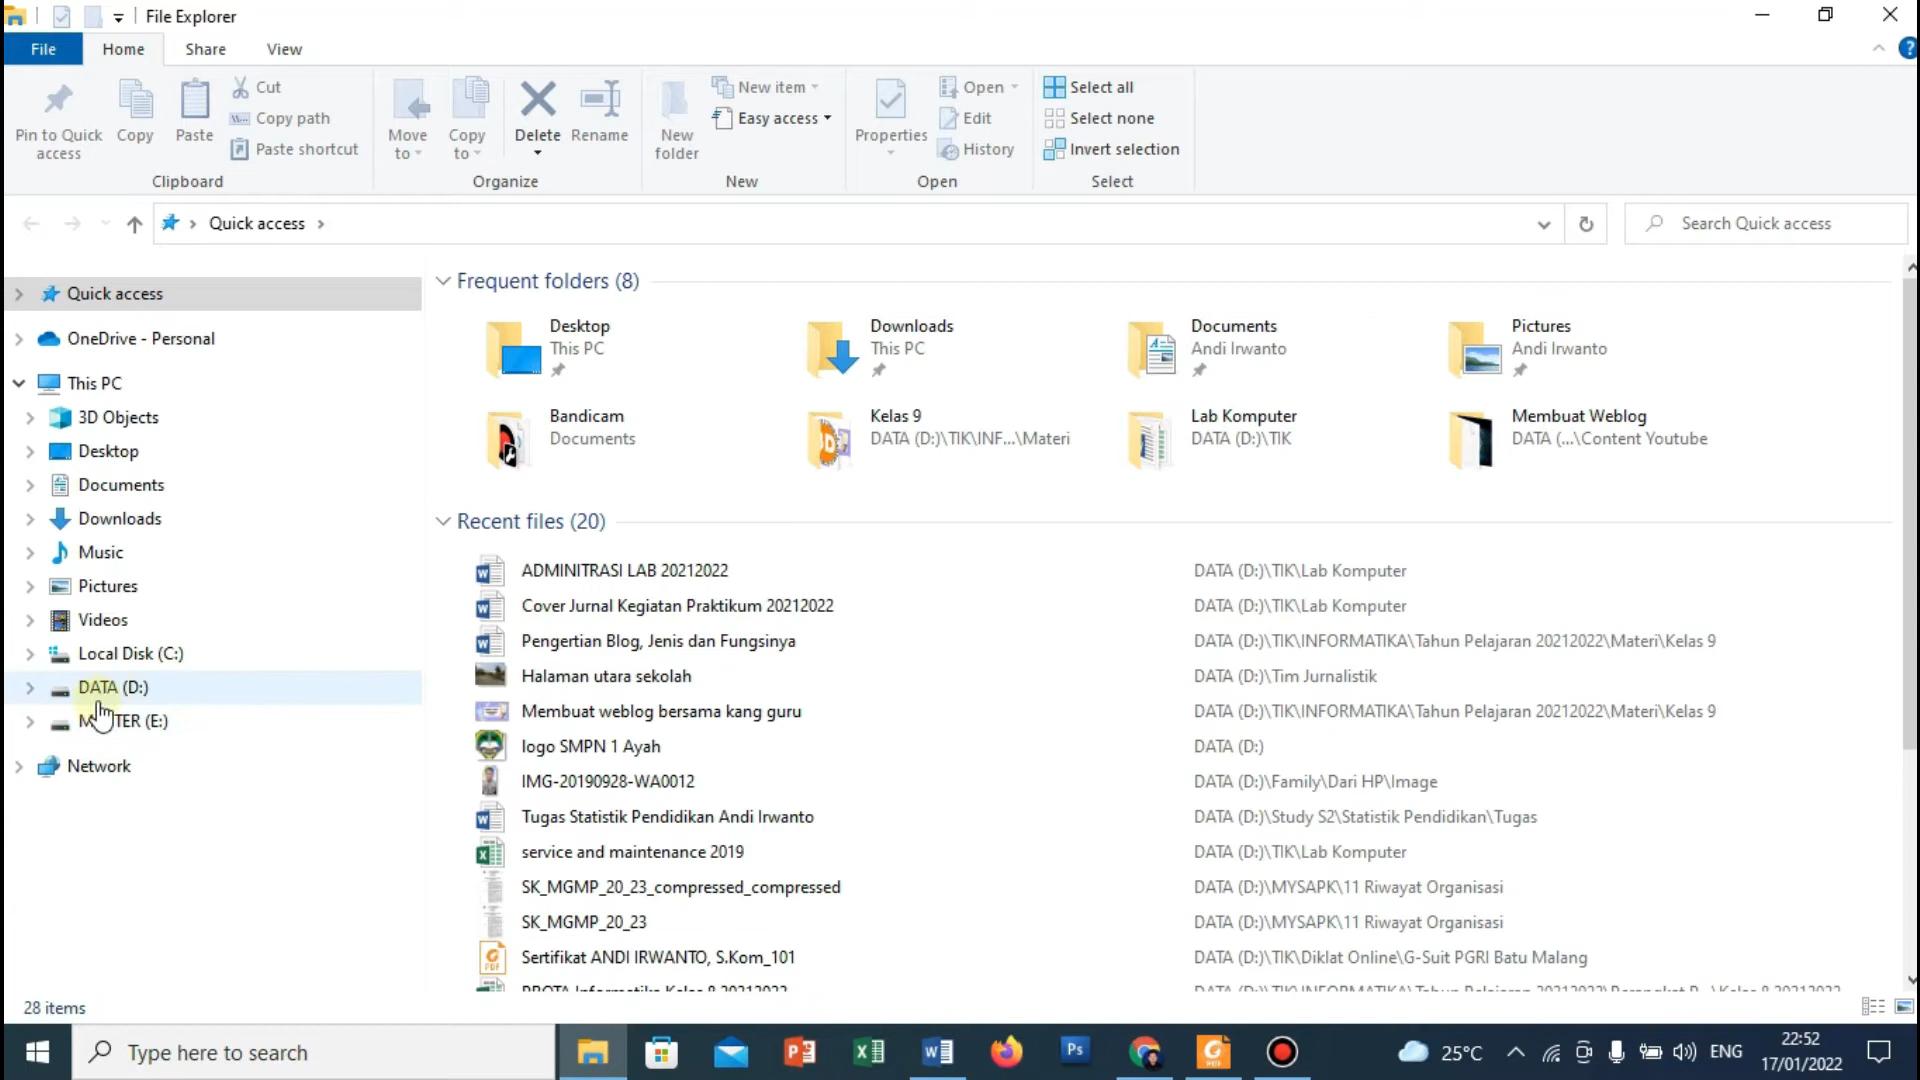 File Explorer
File Home Share View
Pin to Quick access
Copy
Paste
Cut
Copy path
Paste shortcut
Clipboard
Move to
Copy to
Delete
Rename
Organize
New folder
New item
Easy access
New
Properties
Open
Edit
History
Open
Select all
Select none
Invert selection
Select
Quick access
Search Quick access
Quick access
OneDrive - Personal
This PC
3D Objects
Desktop
Documents
Downloads
Music
Pictures
Videos
Local Disk (C:)
DATA (D:)
(E:)
Network
Frequent folders (8)
Desktop
This PC
Downloads
This PC
Documents
Andi Irwanto
Pictures
Andi Irwanto
Bandicam
Documents
Kelas 9
DATA (D:)\TIK\INF...\Materi
Lab Komputer
DATA (D:)\TIK
Membuat Weblog
DATA (...\Content Youtube
Recent files (20)
ADMINITRASI LAB 20212022 DATA (D:)\TIK\Lab Komputer
Cover Jurnal Kegiatan Praktikum 20212022 DATA (D:)\TIK\Lab Komputer
Pengertian Blog, Jenis dan Fungsinya DATA (D:)\TIK\INFORMATIKA\Tahun Pelajaran 20212022\Materi\Kelas 9
Halaman utara sekolah DATA (D:)\Tim Jurnalistik
Membuat weblog bersama kang guru DATA (D:)\TIK\INFORMATIKA\Tahun Pelajaran 20212022\Materi\Kelas 9
logo SMPN 1 Ayah DATA (D:)
IMG-20190928-WA0012 DATA (D:)\Family\Dari HP\Image
Tugas Statistik Pendidikan Andi Irwanto DATA (D:)\Study S2\Statistik Pendidikan\Tugas
service and maintenance 2019 DATA (D:)\TIK\Lab Komputer
SK_MGMP_20_23_compressed_compressed DATA (D:)\MYSAPK\11 Riwayat Organisasi
SK_MGMP_20_23 DATA (D:)\MYSAPK\11 Riwayat Organisasi
Sertifikat ANDI IRWANTO, S.Kom_101 DATA (D:)\TIK\Diklat Online\G-Suit PGRI Batu Malang
28 items
Type here to search
25°C
ENG
22:52
17/01/2022